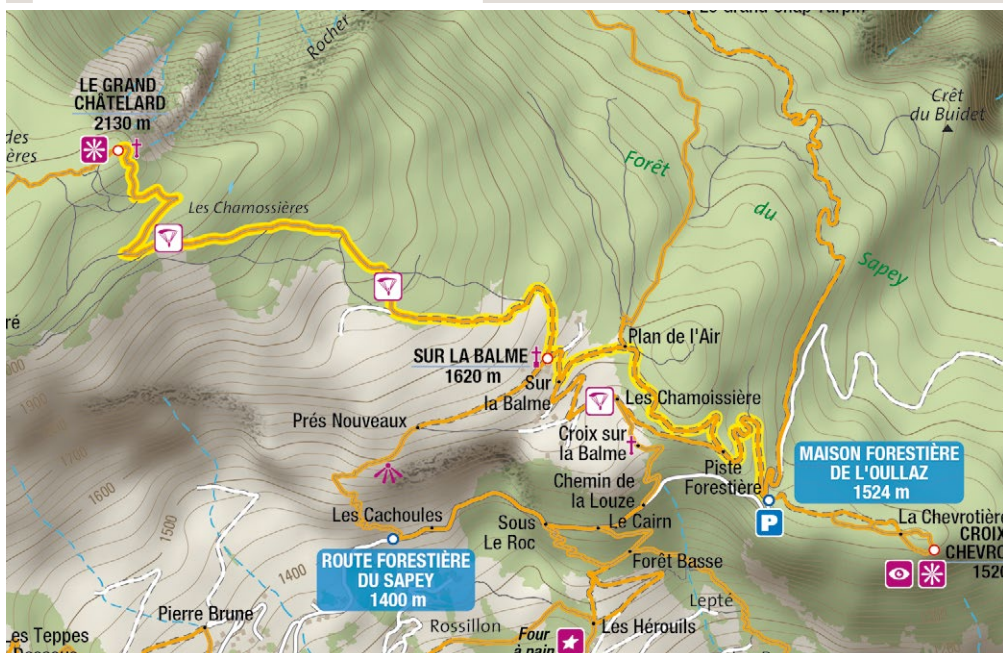 Le Grand Chap Turpin
Rocher
LE GRAND
CHÂTELARD
2130 m
Crêt
du Buidet
des
ières
Forêt
du
Sapey
Les Chamossières
ré
Plan de l'Air
SUR LA BALME
1620 m
Sur
la Balme
Les Chamoissière
Prés Nouveaux
Croix sur
la Balme
MAISON FORESTIÈRE
DE L'OULLAZ
1524 m
Piste
Forestière
P
1900
1700
1600
1500
1400
Chemin de
la Louze
Les Cachoules
Sous
Le Roc
Le Cairn
La Chevrotière
CROIX
CHEVRO
1526
ROUTE FORESTIÈRE
DU SAPEY
1400 m
Forêt Basse
Lepté
Pierre Brune
Rossillon
Four
à pain
Les Hérouils
Les Teppes
Dessous